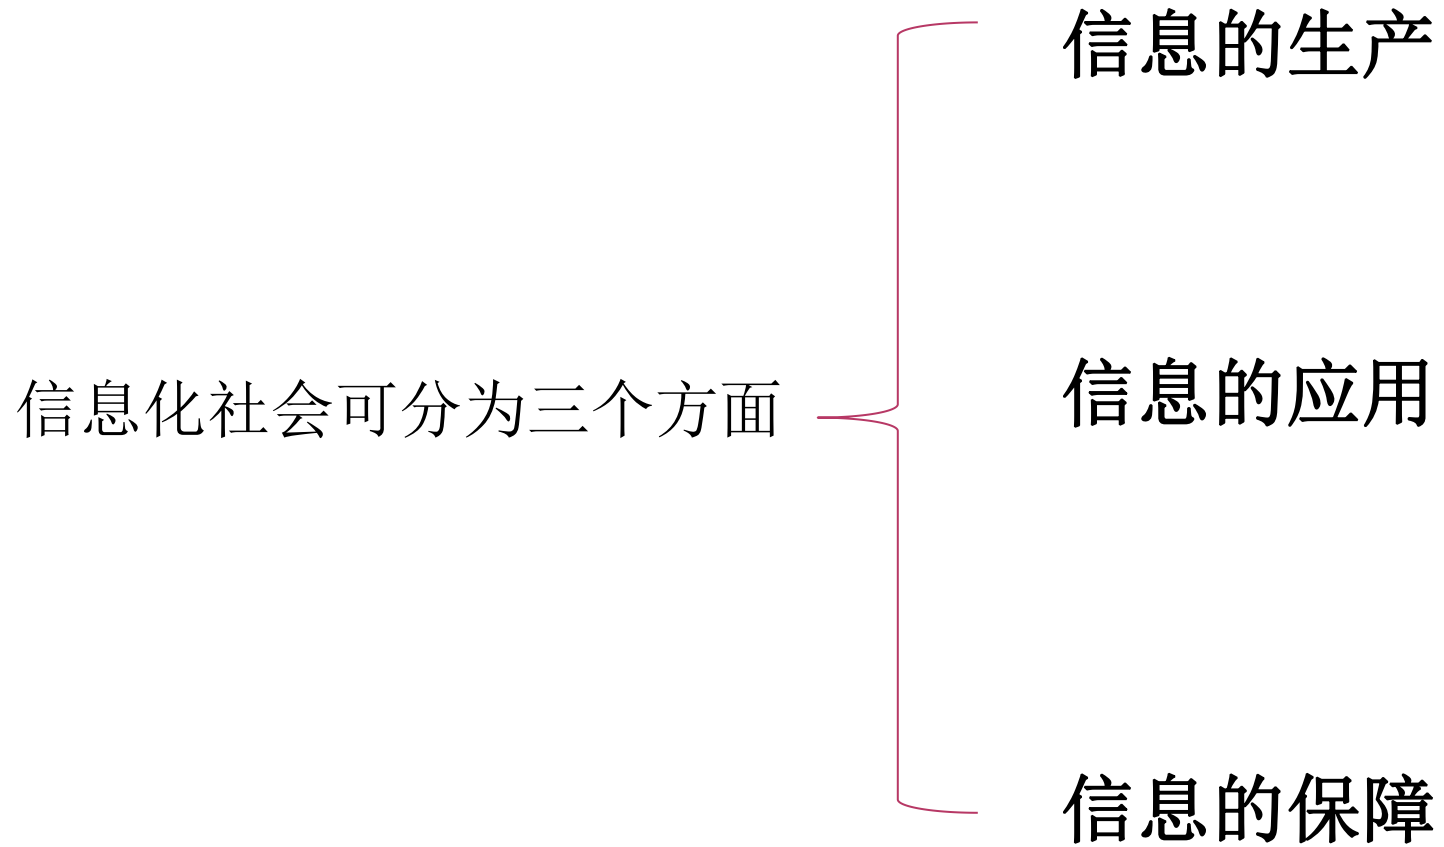 信息化社会可分为三个方面
信息的生产
信息的应用
信息的保障